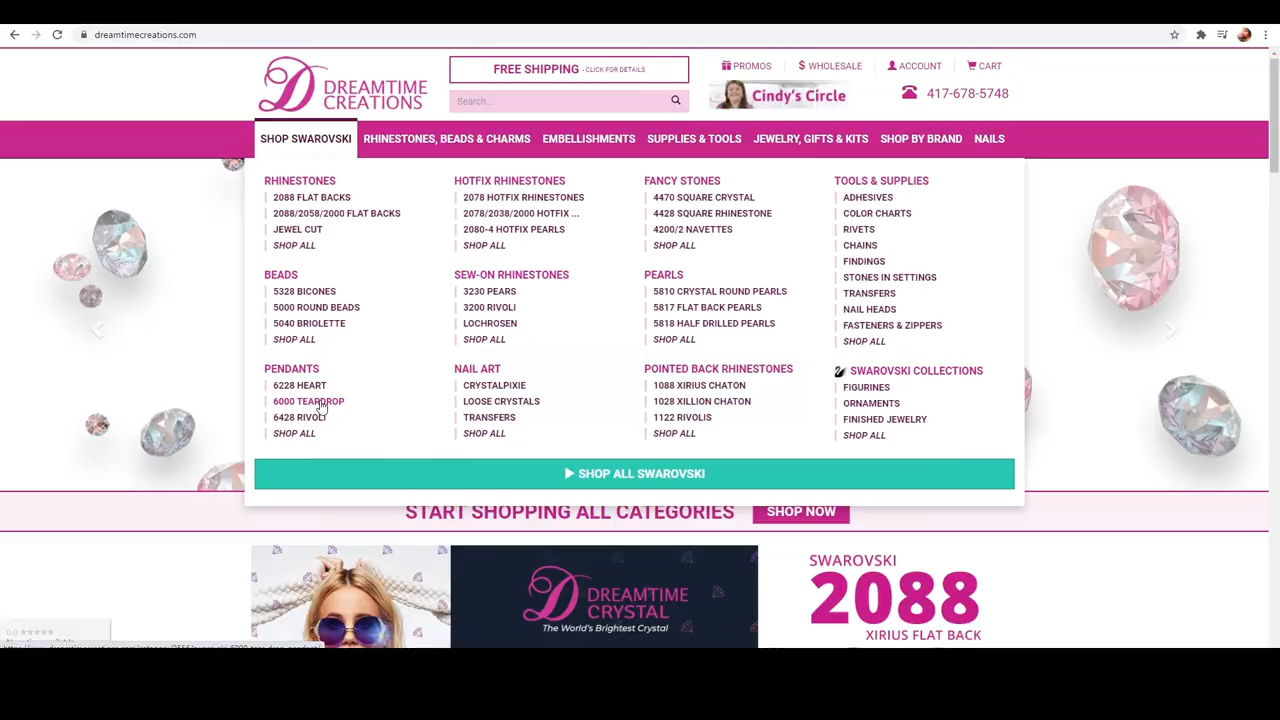 dreamtimecreations.com
DREAMTIME
CREATIONS
FREE SHIPPING - CLICK FOR DETAILS
Search...
PROMOS
$ WHOLESALE
ACCOUNT
CART
Cindy's Circle
417-678-5748
SHOP SWAROVSKI
RHINESTONES, BEADS & CHARMS
EMBELLISHMENTS
SUPPLIES & TOOLS
JEWELRY, GIFTS & KITS
SHOP BY BRAND
NAILS
RHINESTONES
2088 FLAT BACKS
2088/2058/2000 FLAT BACKS
JEWEL CUT
SHOP ALL
HOTFIX RHINESTONES
2078 HOTFIX RHINESTONES
2078/2038/2000 HOTFIX ...
2080-4 HOTFIX PEARLS
SHOP ALL
FANCY STONES
4470 SQUARE CRYSTAL
4428 SQUARE RHINESTONE
4200/2 NAVETTES
SHOP ALL
TOOLS & SUPPLIES
ADHESIVES
COLOR CHARTS
RIVETS
CHAINS
FINDINGS
STONES IN SETTINGS
TRANSFERS
NAIL HEADS
FASTENERS & ZIPPERS
SHOP ALL
BEADS
5328 BICONES
5000 ROUND BEADS
5040 BRIOLETTE
SHOP ALL
SEW-ON RHINESTONES
3230 PEARS
3200 RIVOLI
LOCHROSEN
SHOP ALL
PEARLS
5810 CRYSTAL ROUND PEARLS
5817 FLAT BACK PEARLS
5818 HALF DRILLED PEARLS
SHOP ALL
PENDANTS
6228 HEART
6000 TEARDROP
6428 RIVOLI
SHOP ALL
NAIL ART
CRYSTALPIXIE
LOOSE CRYSTALS
TRANSFERS
SHOP ALL
POINTED BACK RHINESTONES
1088 XIRIUS CHATON
1028 XILLION CHATON
1122 RIVOLIS
SHOP ALL
SWAROVSKI COLLECTIONS
FIGURINES
ORNAMENTS
FINISHED JEWELRY
SHOP ALL
SHOP ALL SWAROVSKI
START SHOPPING ALL CATEGORIES
SHOP NOW
DREAMTIME
CRYSTAL
The World's Brightest Crystal
SWAROVSKI
2088
XIRIUS FLAT BACK
0.0